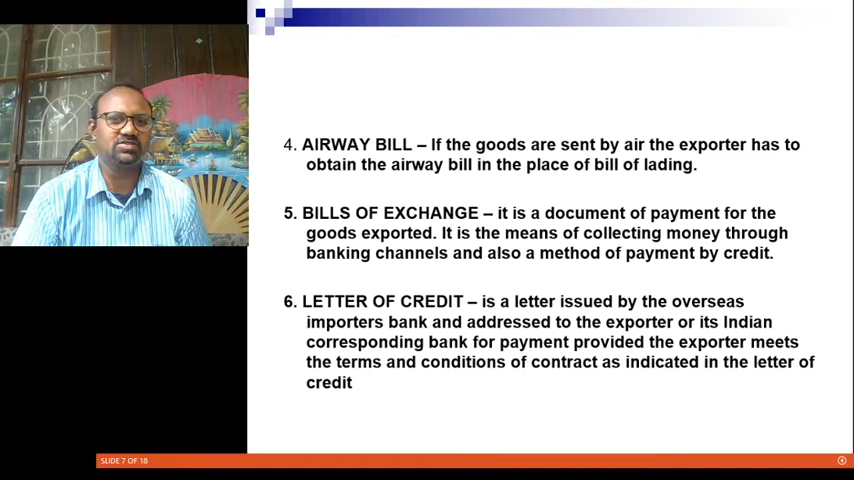 4. AIRWAY BILL – If the goods are sent by air the exporter has to
obtain the airway bill in the place of bill of lading.
5. BILLS OF EXCHANGE – it is a document of payment for the
goods exported. It is the means of collecting money through
banking channels and also a method of payment by credit.
6. LETTER OF CREDIT – is a letter issued by the overseas
importers bank and addressed to the exporter or its Indian
corresponding bank for payment provided the exporter meets
the terms and conditions of contract as indicated in the letter of
credit
SLIDE 7 OF 18